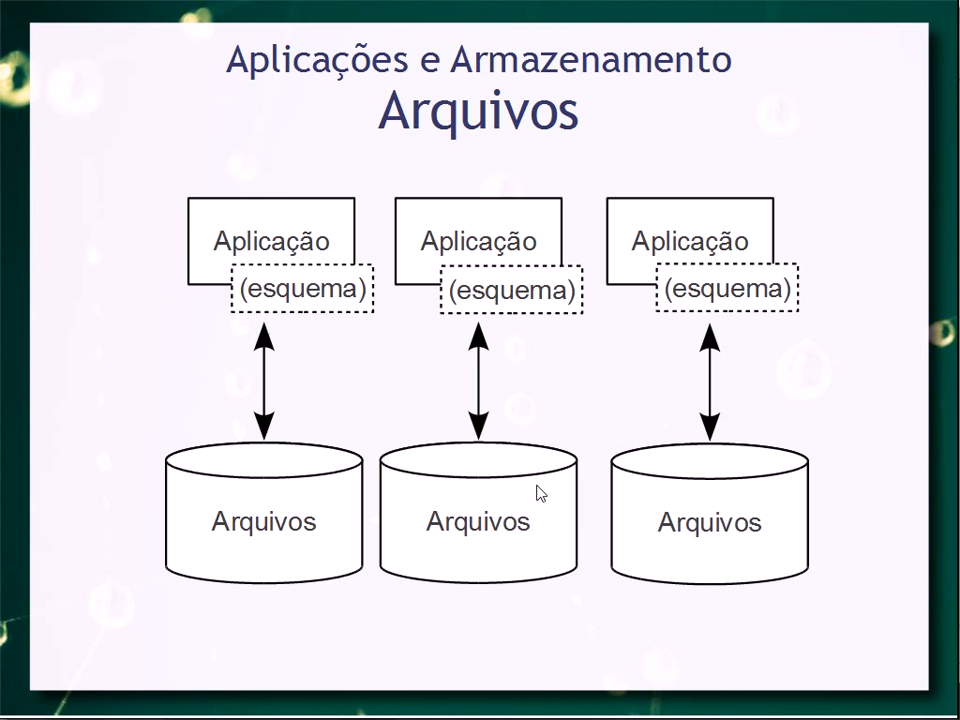 Aplicações e Armazenamento
Arquivos
Aplicação
(esquema)
Aplicação
(esquema)
Aplicação
(esquema)
Arquivos
Arquivos
Arquivos